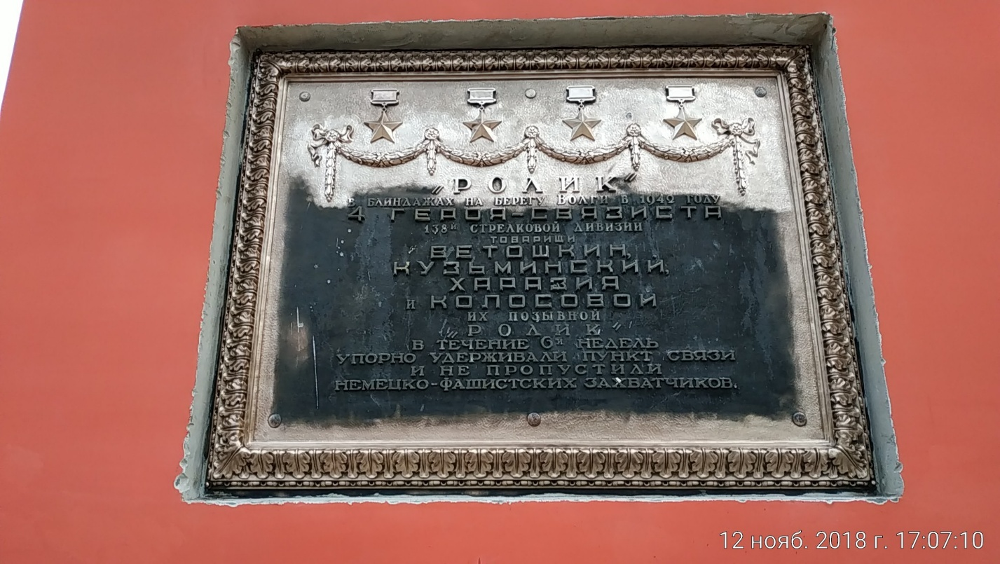 "РОЛИК"
В БЛИНДАЖАХ НА БЕРЕГУ ВОЛГИ В 1942 ГОДУ
4 ГЕРОЯ-СВЯЗИСТА
138й СТРЕЛКОВОЙ ДИВИЗИИ
ТОВАРИЩИ
ВЕТОШКИН,
КУЗЬМИНСКИЙ,
ХАРАЗИЯ
И КОЛОСОВОЙ
ИХ ПОЗЫВНОЙ
"РОЛИК"
В ТЕЧЕНИЕ 6й НЕДЕЛЬ
УПОРНО УДЕРЖИВАЛИ ПУНКТ СВЯЗИ
И НЕ ПРОПУСТИЛИ
НЕМЕЦКО-ФАШИСТСКИХ ЗАХВАТЧИКОВ.
12 нояб. 2018 г. 17:07:10